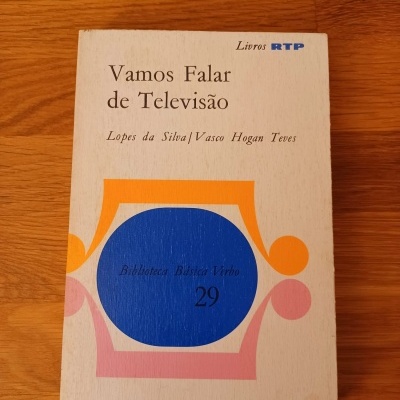 Livros RTP
Vamos Falar
de Televisão
Lopes da Silva/Vasco Hogan Teves
Biblioteca Básica Verbo
29